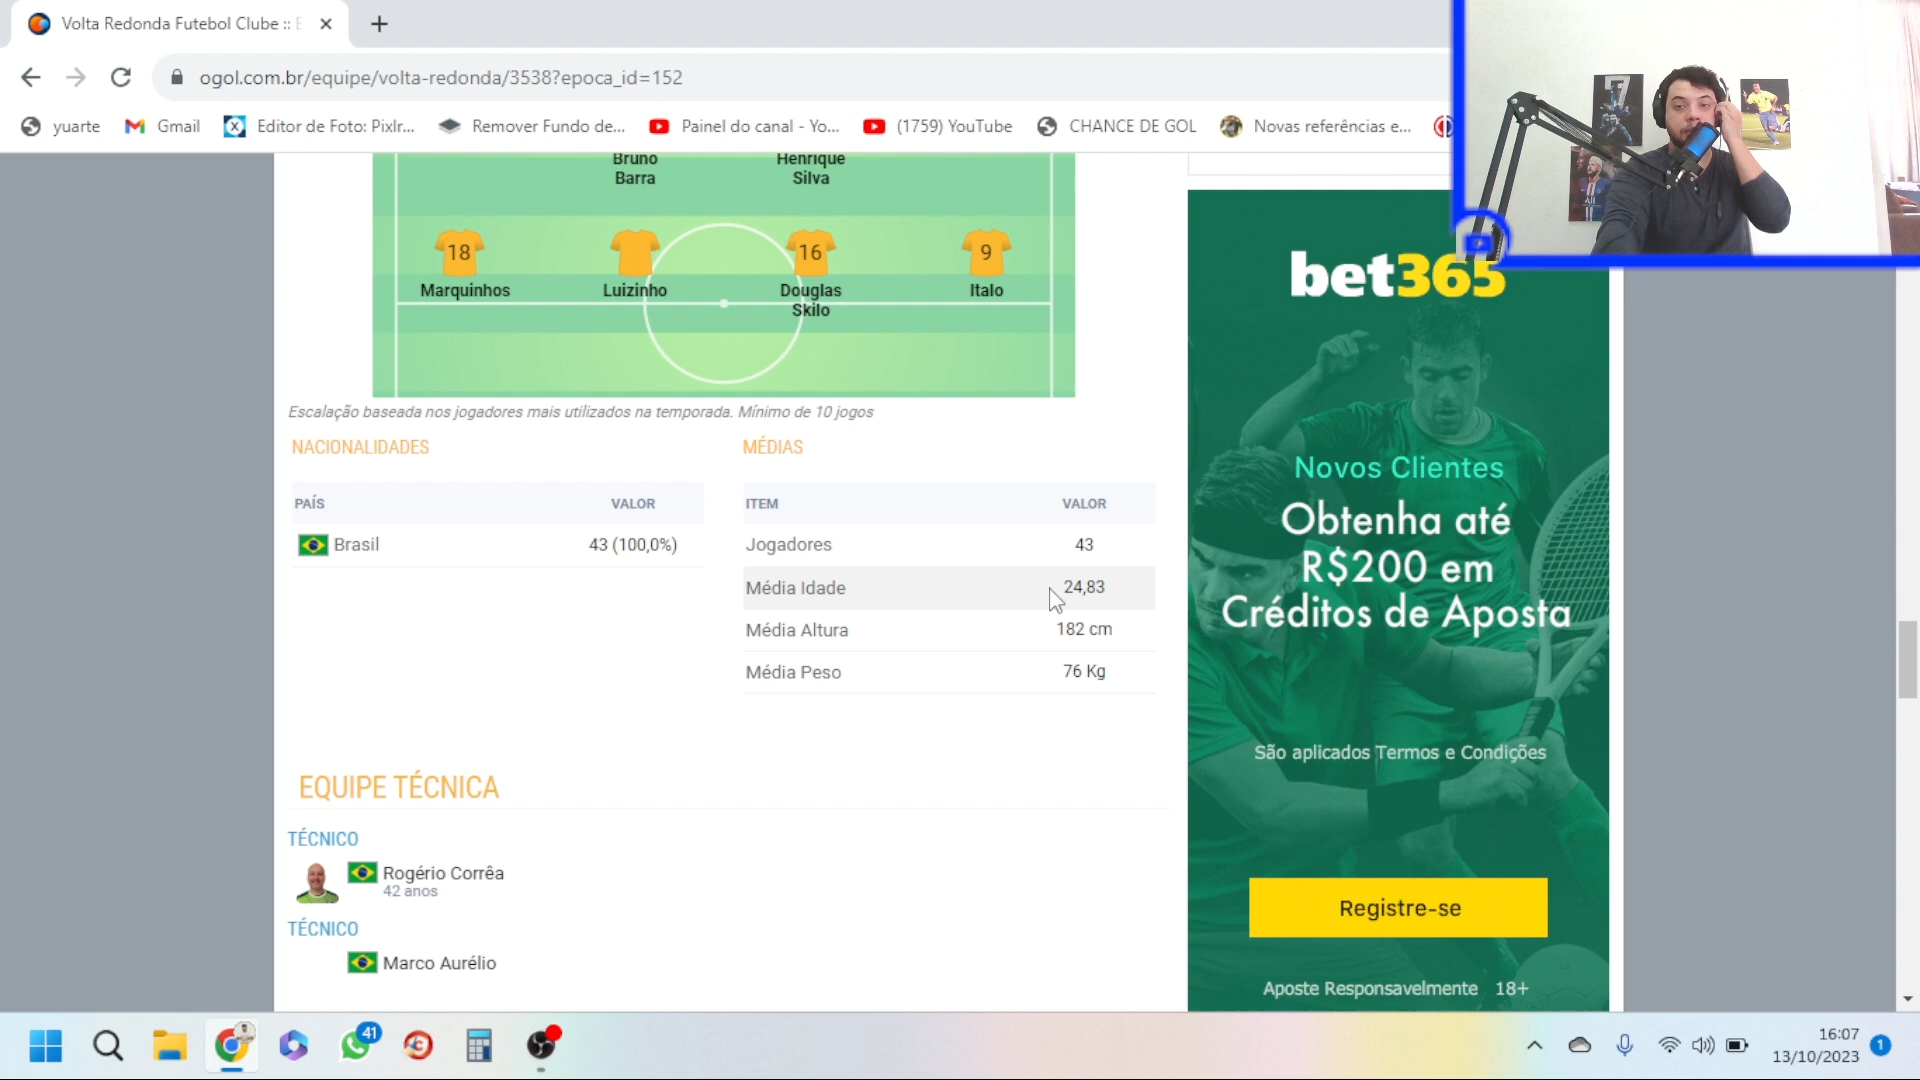 Volta Redonda Futebol Clube ::
ogol.com.br/equipe/volta-redonda/3538?epoca_id=152
yuarte
Gmail
Editor de Foto: Pixlr...
Remover Fundo de...
Painel do canal - Yo...
(1759) YouTube
CHANCE DE GOL
Novas referências e...
Bruno
Barra
Henrique
Silva
18
16
9
Marquinhos
Luizinho
Douglas
Skilo
Italo
Escalação baseada nos jogadores mais utilizados na temporada. Mínimo de 10 jogos
NACIONALIDADES
PAÍS VALOR
Brasil 43 (100,0%)
MÉDIAS
ITEM VALOR
Jogadores 43
Média Idade 24,83
Média Altura 182 cm
Média Peso 76 Kg
EQUIPE TÉCNICA
TÉCNICO
Rogério Corrêa
42 anos
TÉCNICO
Marco Aurélio
bet365
Novos Clientes
Obtenha até
R$200 em
Créditos de Aposta
São aplicados Termos e Condições
Registre-se
Aposte Responsavelmente 18+
7
41
16:07
13/10/2023
1